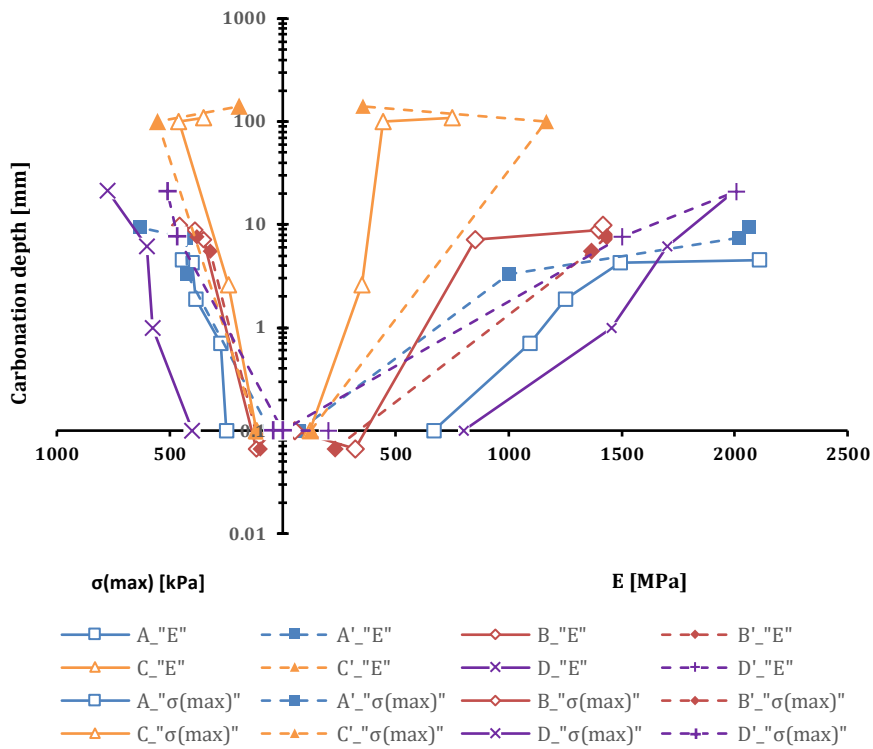 1000
100
10
1
0.1
0.01
Carbonation depth [mm]
1000 500 0 500 1000 1500 2000 2500
σ(max) [kPa] E [MPa]
A_"E" A'_"E" B_"E" B'_"E"
C_"E" C'_"E" D_"E" D'_"E"
A_"σ(max)" A'_"σ(max)" B_"σ(max)" B'_"σ(max)"
C_"σ(max)" C'_"σ(max)" D_"σ(max)" D'_"σ(max)"